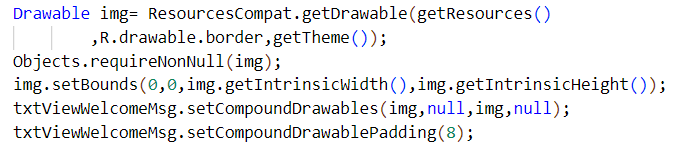 Drawable img= ResourcesCompat.getDrawable(getResources()
,R.drawable.border,getTheme());
Objects.requireNonNull(img);
img.setBounds(0,0,img.getIntrinsicWidth(),img.getIntrinsicHeight());
txtViewWelcomeMsg.setCompoundDrawables(img,null,img,null);
txtViewWelcomeMsg.setCompoundDrawablePadding(8);